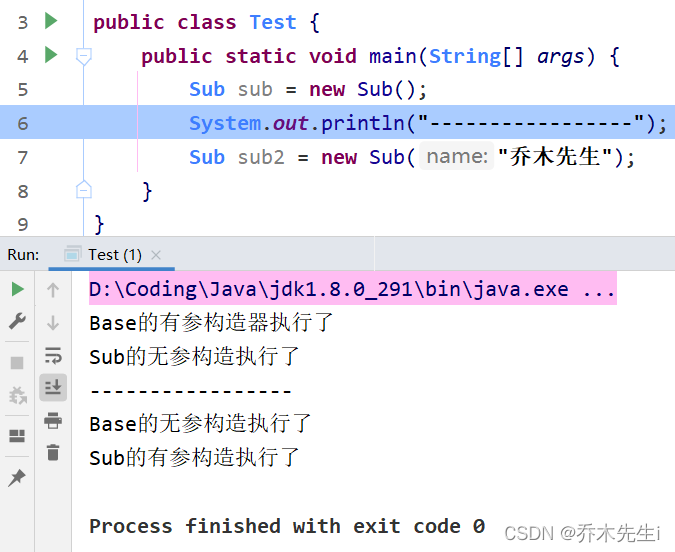 3 public class Test {
4 public static void main(String[] args) {
5 Sub sub = new Sub();
6 System.out.println("-----------------");
7 Sub sub2 = new Sub( name: "乔木先生");
8 }
9 }
Run: Test (1) ×
D:\Coding\Java\jdk1.8.0_291\bin\java.exe ...
Base的有参构造器执行了
Sub的无参构造执行了
-----------------
Base的无参构造执行了
Sub的有参构造执行了
Process finished with exit code 0
CSDN @乔木先生i